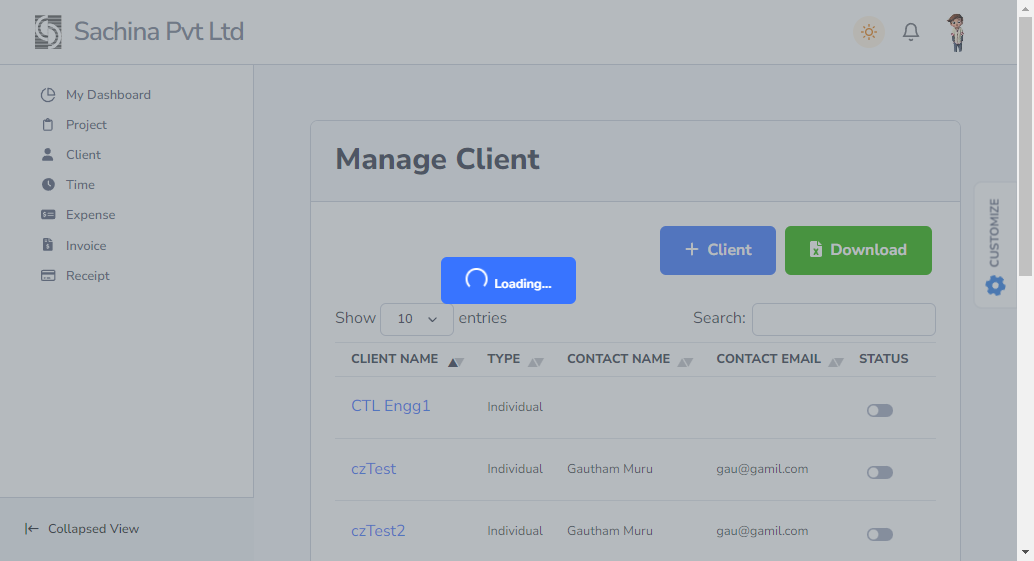 Sachina Pvt Ltd
My Dashboard
Project
Client
Time
Expense
Invoice
Receipt
Collapsed View
Manage Client
+ Client
Download
Loading...
Show 10 entries
Search:
CLIENT NAME TYPE CONTACT NAME CONTACT EMAIL STATUS
CTL Engg1 Individual
czTest Individual Gautham Muru gau@gamil.com
czTest2 Individual Gautham Muru gau@gamil.com
CUSTOMIZE